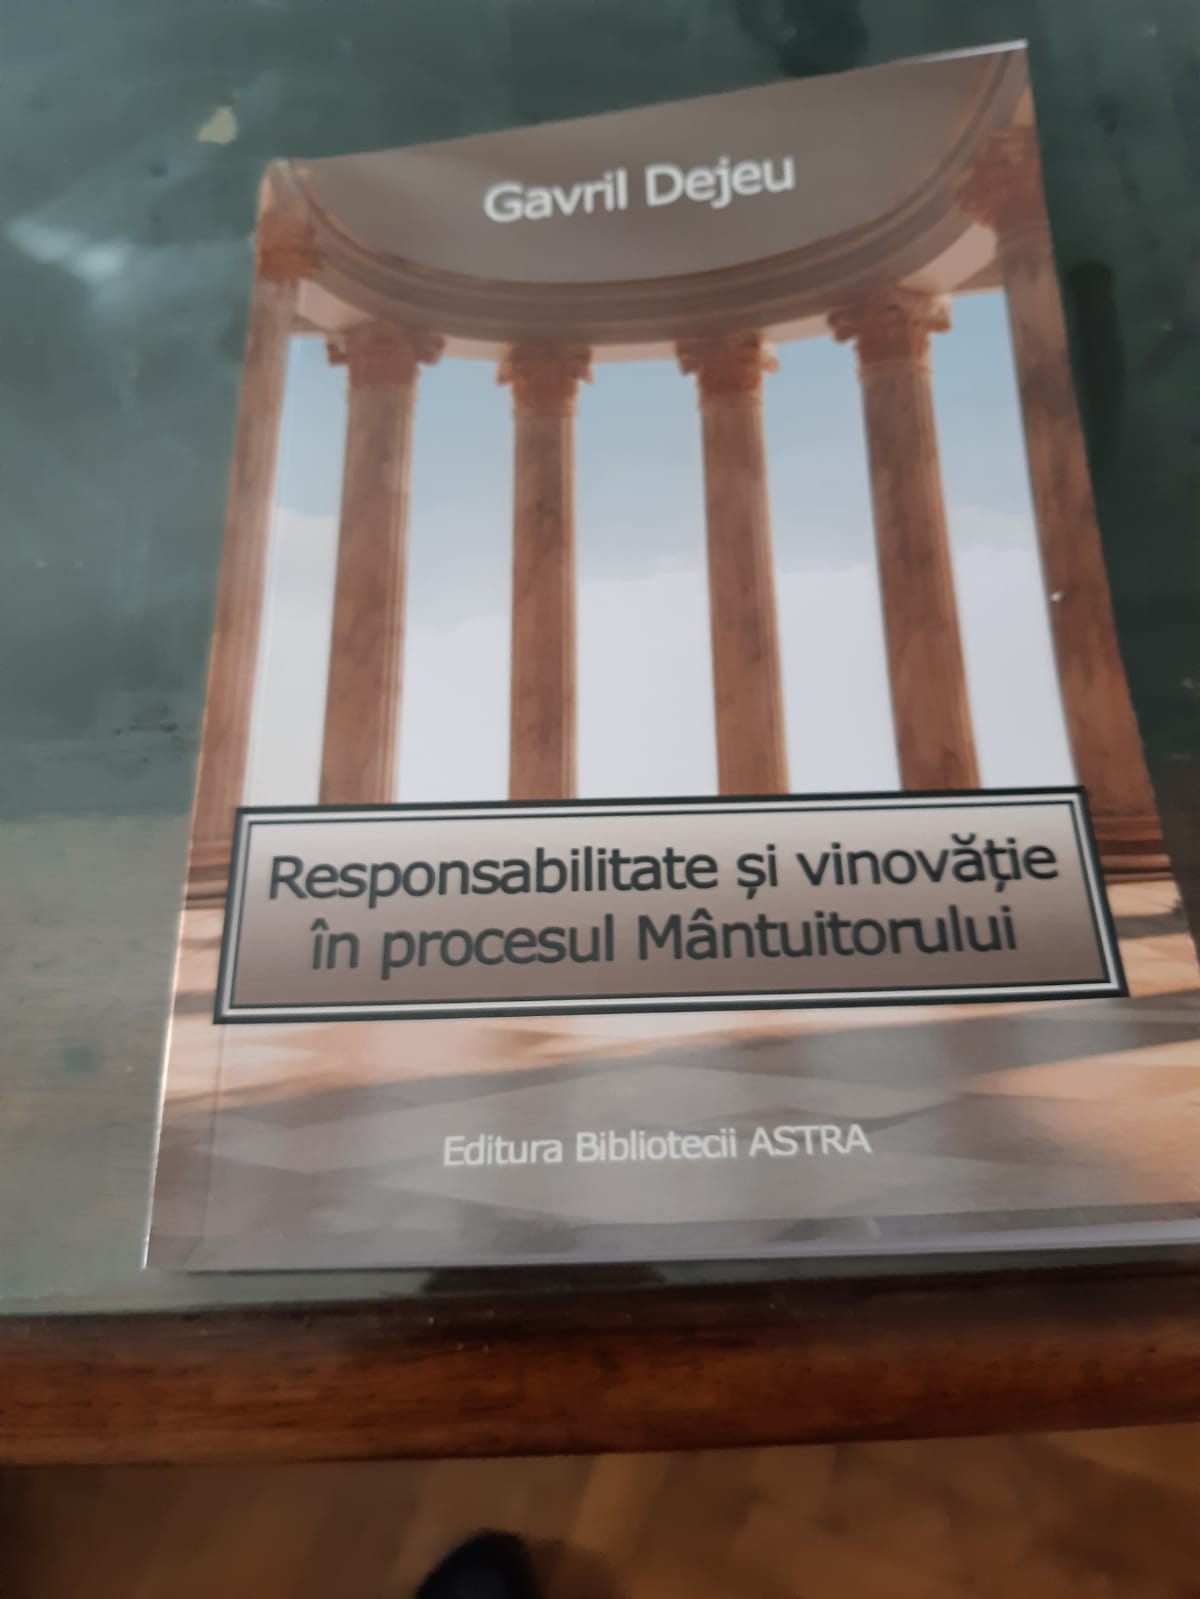 Gavril Dejeu
Responsabilitate și vinovăție
în procesul Mântuitorului
Editura Bibliotecii ASTRA